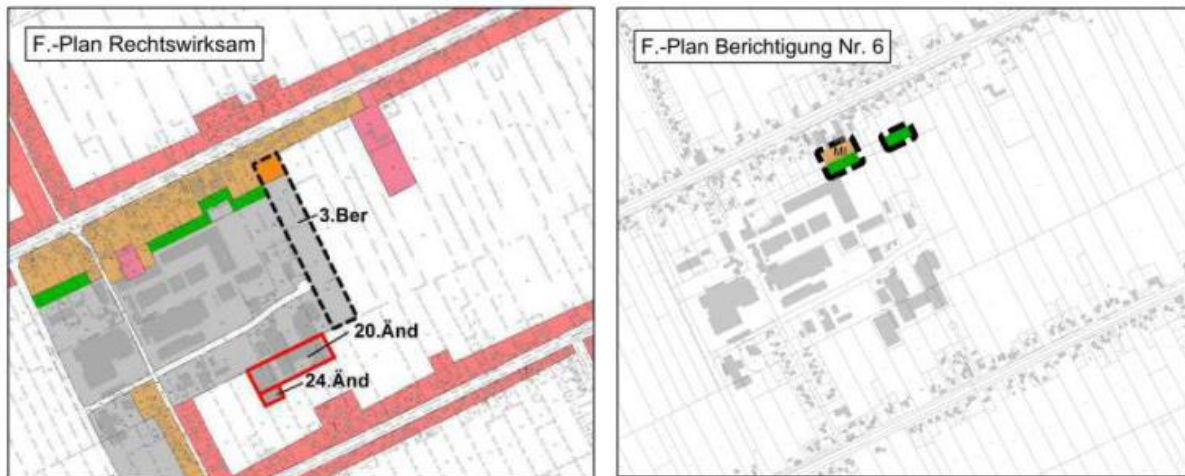 F.-Plan Rechtswirksam
3.Ber
20.Änd
24.Änd
F.-Plan Berichtigung Nr. 6
MI